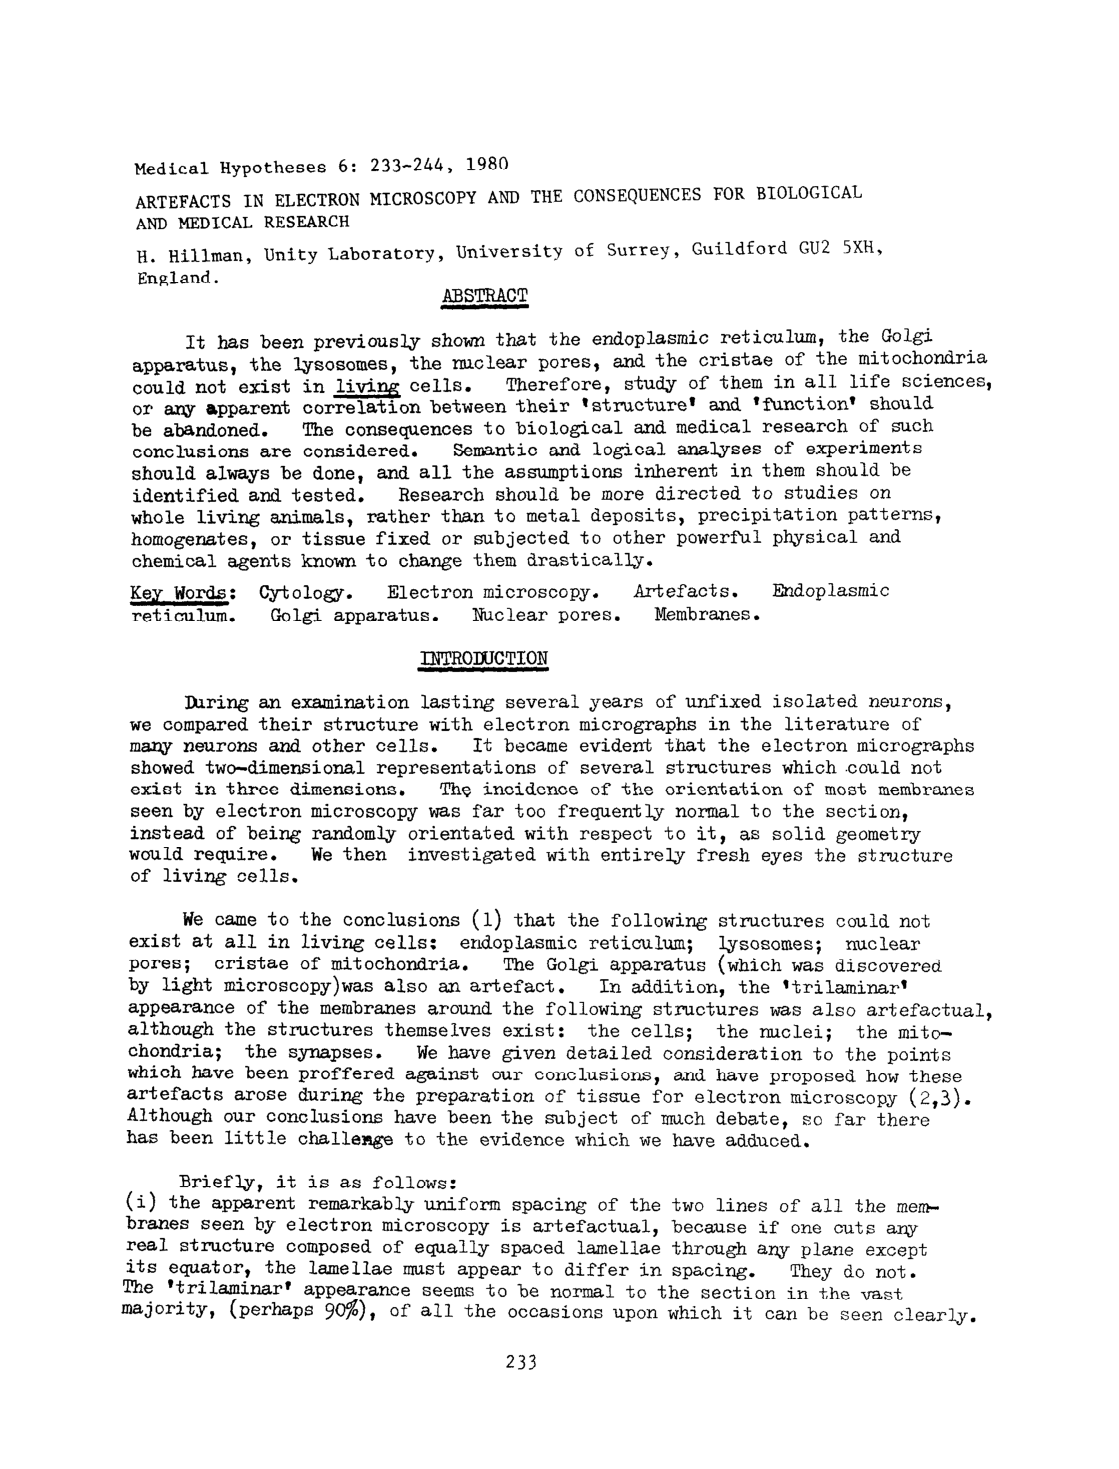 Medical Hypotheses 6: 233-244, 1980
ARTEFACTS IN ELECTRON MICROSCOPY AND THE CONSEQUENCES FOR BIOLOGICAL
AND MEDICAL RESEARCH
H. Hillman, Unity Laboratory, University of Surrey, Guildford GU2 5XH,
England.
ABSTRACT
It has been previously shown that the endoplasmic reticulum, the Golgi
apparatus, the lysosomes, the nuclear pores, and the cristae of the mitochondria
could not exist in living cells. Therefore, study of them in all life sciences,
or any apparent correlation between their 'structure' and 'function' should
be abandoned. The consequences to biological and medical research of such
conclusions are considered. Semantic and logical analyses of experiments
should always be done, and all the assumptions inherent in them should be
identified and tested. Research should be more directed to studies on
whole living animals, rather than to metal deposits, precipitation patterns,
homogenates, or tissue fixed or subjected to other powerful physical and
chemical agents known to change them drastically.
Key Words: Cytology. Electron microscopy. Artefacts. Endoplasmic
reticulum. Golgi apparatus. Nuclear pores. Membranes.
INTRODUCTION
During an examination lasting several years of unfixed isolated neurons,
we compared their structure with electron micrographs in the literature of
many neurons and other cells. It became evident that the electron micrographs
showed two-dimensional representations of several structures which could not
exist in three dimensions. The incidence of the orientation of most membranes
seen by electron microscopy was far too frequently normal to the section,
instead of being randomly orientated with respect to it, as solid geometry
would require. We then investigated with entirely fresh eyes the structure
of living cells.
We came to the conclusions (1) that the following structures could not
exist at all in living cells: endoplasmic reticulum; lysosomes; nuclear
pores; cristae of mitochondria. The Golgi apparatus (which was discovered
by light microscopy)was also an artefact. In addition, the 'trilaminar'
appearance of the membranes around the following structures was also artefactual,
although the structures themselves exist: the cells; the nuclei; the mito-
chondria; the synapses. We have given detailed consideration to the points
which have been proffered against our conclusions, and have proposed how these
artefacts arose during the preparation of tissue for electron microscopy (2,3).
Although our conclusions have been the subject of much debate, so far there
has been little challenge to the evidence which we have adduced.
Briefly, it is as follows:
(i) the apparent remarkably uniform spacing of the two lines of all the mem-
branes seen by electron microscopy is artefactual, because if one cuts any
real structure composed of equally spaced lamellae through any plane except
its equator, the lamellae must appear to differ in spacing. They do not.
The 'trilaminar' appearance seems to be normal to the section in the vast
majority, (perhaps 90%), of all the occasions upon which it can be seen clearly.
233